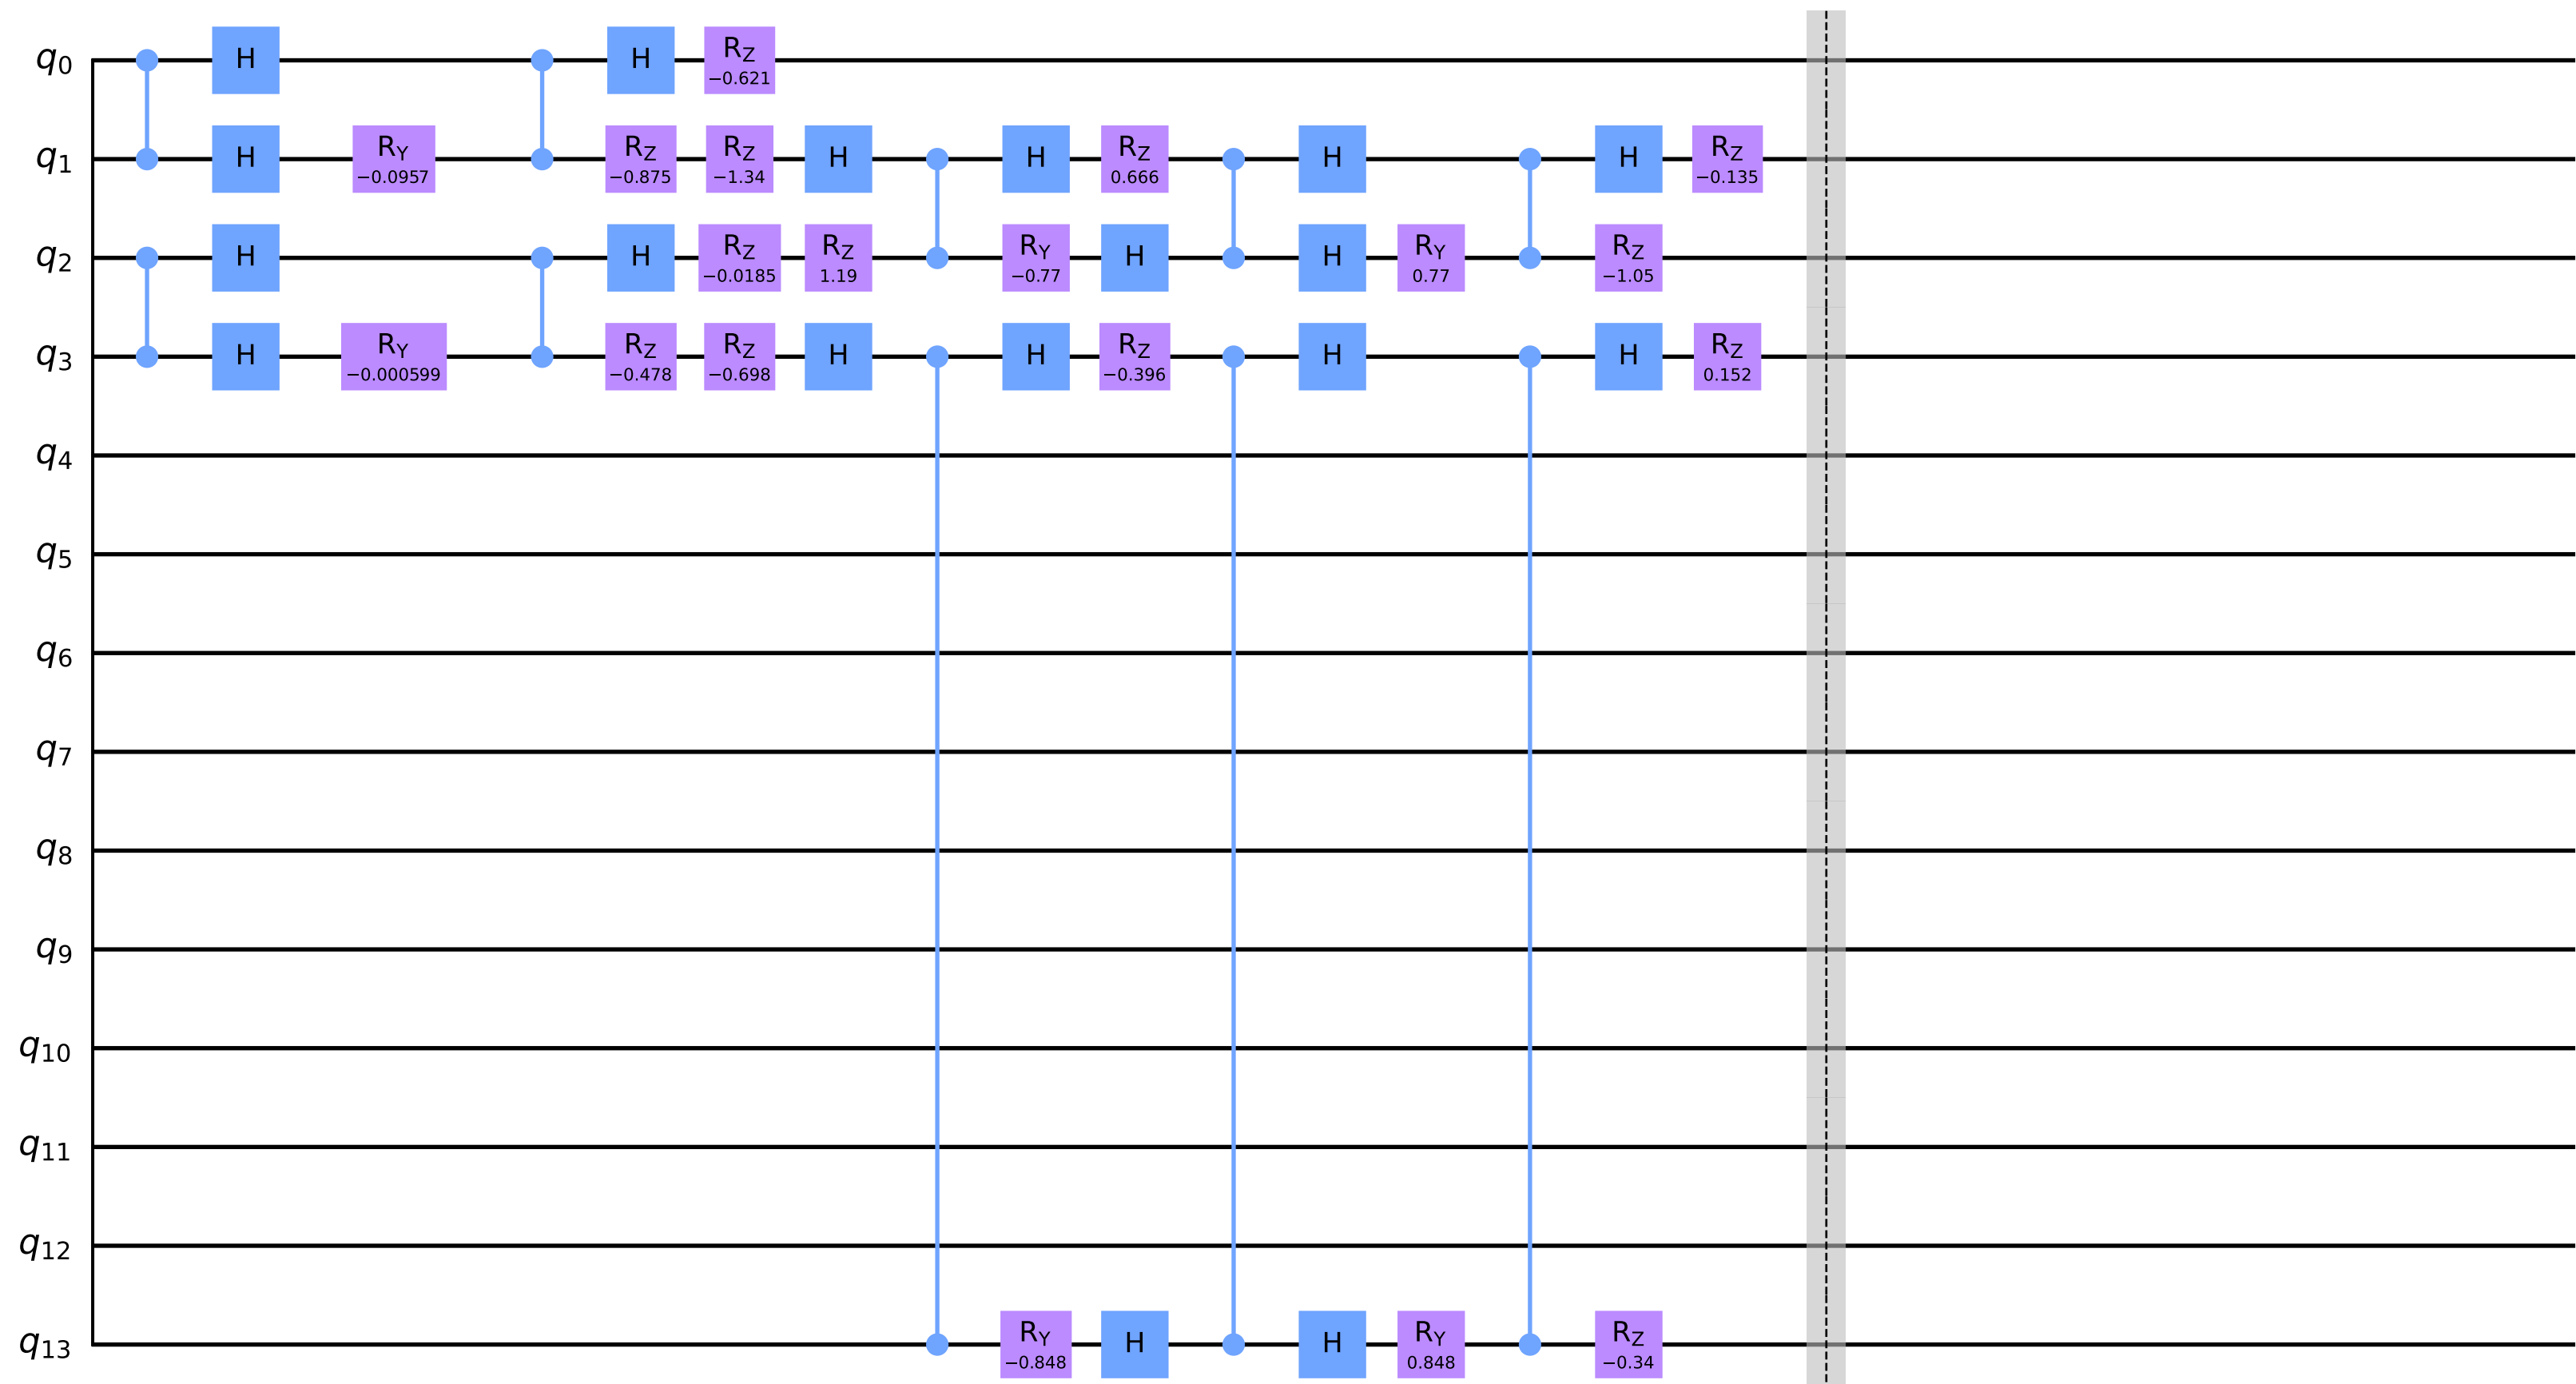 q0 H H RZ −0.621
q1 H RY −0.0957 RZ −0.875 RZ −1.34 H H RZ 0.666 H H RZ −0.135
q2 H H RZ −0.0185 RZ 1.19 RY −0.77 H H RY 0.77 RZ −1.05
q3 H RY −0.000599 RZ −0.478 RZ −0.698 H H RZ −0.396 H H RZ 0.152
q4
q5
q6
q7
q8
q9
q10
q11
q12
q13 RY −0.848 H H RY 0.848 RZ −0.34